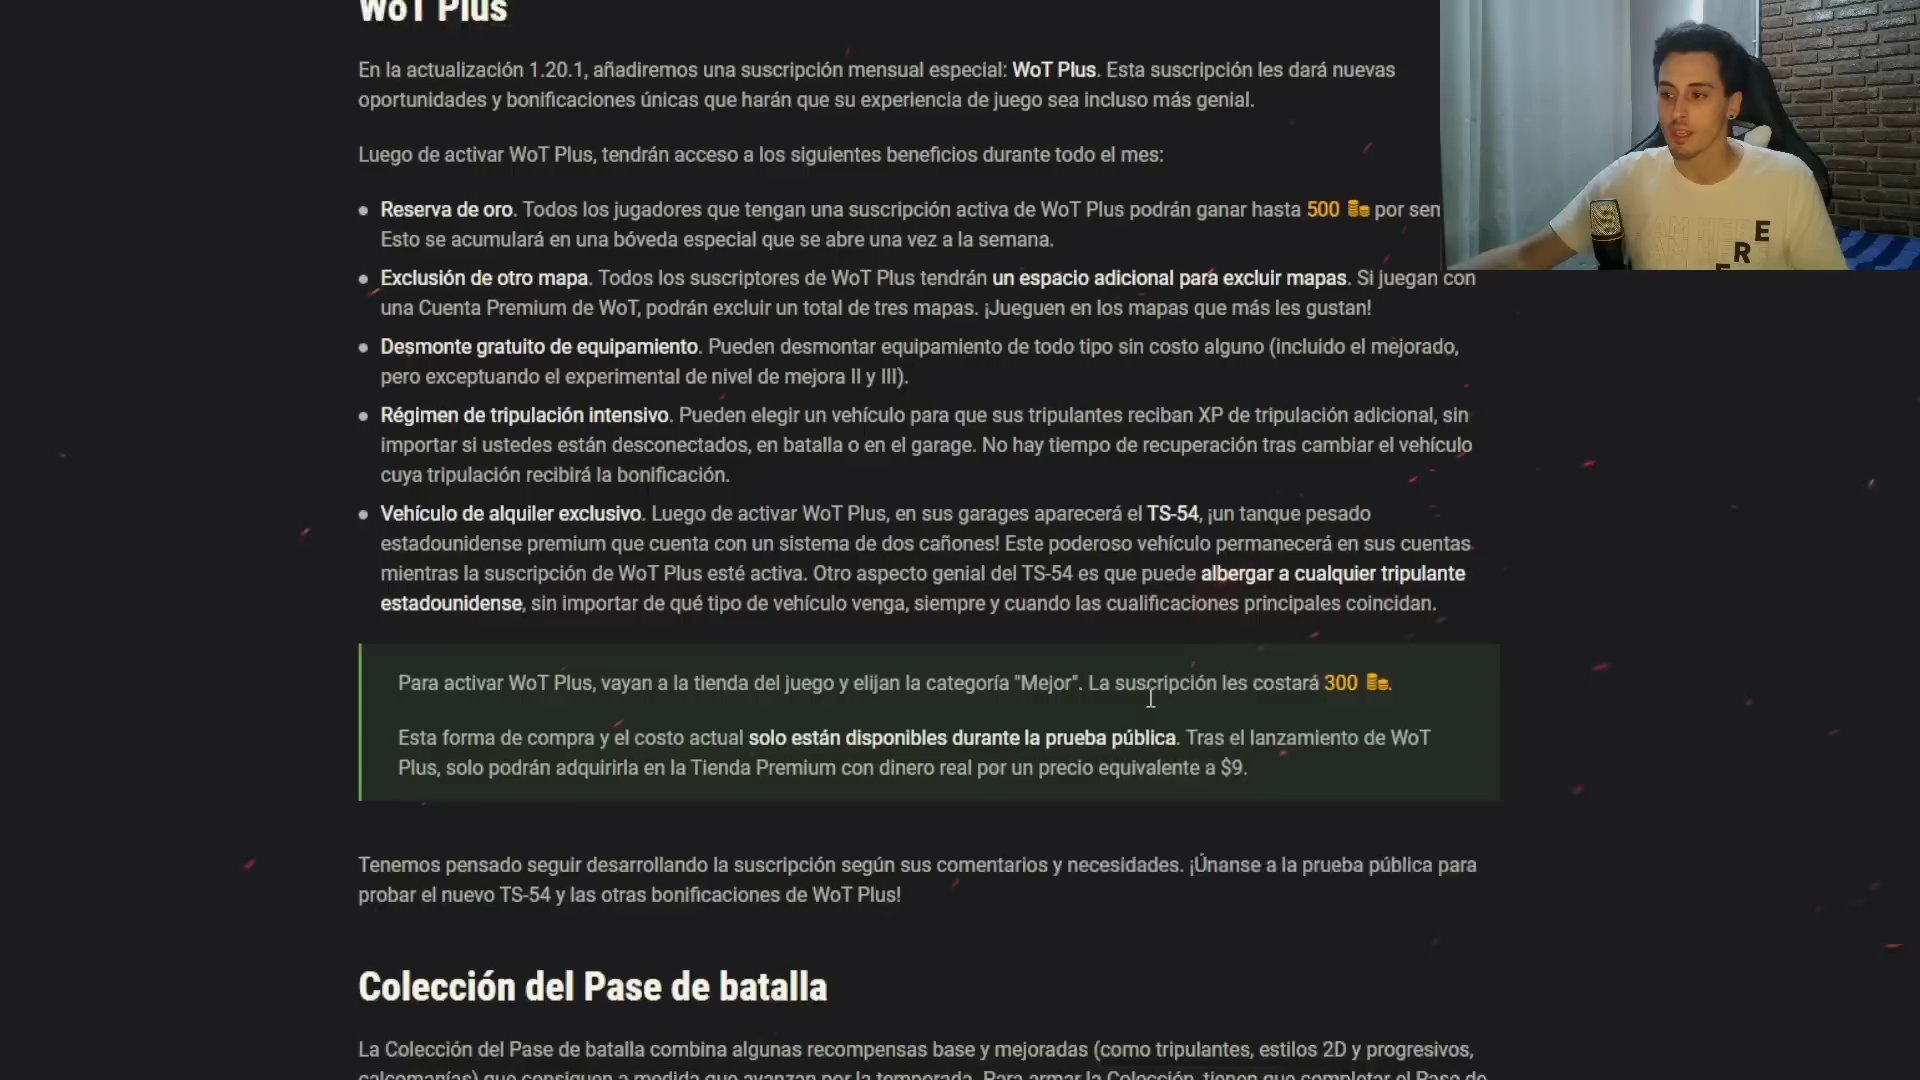 WoT Plus
En la actualización 1.20.1, añadiremos una suscripción mensual especial: WoT Plus. Esta suscripción les dará nuevas
oportunidades y bonificaciones únicas que harán que su experiencia de juego sea incluso más genial.
Luego de activar WoT Plus, tendrán acceso a los siguientes beneficios durante todo el mes:
Reserva de oro. Todos los jugadores que tengan una suscripción activa de WoT Plus podrán ganar hasta 500 por sem
Esto se acumulará en una bóveda especial que se abre una vez a la semana.
Exclusión de otro mapa. Todos los suscriptores de WoT Plus tendrán un espacio adicional para excluir mapas. Si juegan con
una Cuenta Premium de WoT, podrán excluir un total de tres mapas. ¡Jueguen en los mapas que más les gustan!
Desmonte gratuito de equipamiento. Pueden desmontar equipamiento de todo tipo sin costo alguno (incluido el mejorado,
pero exceptuando el experimental de nivel de mejora II y III).
Régimen de tripulación intensivo. Pueden elegir un vehículo para que sus tripulantes reciban XP de tripulación adicional, sin
importar si ustedes están desconectados, en batalla o en el garage. No hay tiempo de recuperación tras cambiar el vehículo
cuya tripulación recibirá la bonificación.
Vehículo de alquiler exclusivo. Luego de activar WoT Plus, en sus garages aparecerá el TS-54, ¡un tanque pesado
estadounidense premium que cuenta con un sistema de dos cañones! Este poderoso vehículo permanecerá en sus cuentas
mientras la suscripción de WoT Plus esté activa. Otro aspecto genial del TS-54 es que puede albergar a cualquier tripulante
estadounidense, sin importar de qué tipo de vehículo venga, siempre y cuando las cualificaciones principales coincidan.
Para activar WoT Plus, vayan a la tienda del juego y elijan la categoría "Mejor". La suscripción les costará 300.
Esta forma de compra y el costo actual solo están disponibles durante la prueba pública. Tras el lanzamiento de WoT
Plus, solo podrán adquirirla en la Tienda Premium con dinero real por un precio equivalente a $9.
Tenemos pensado seguir desarrollando la suscripción según sus comentarios y necesidades. ¡Únanse a la prueba pública para
probar el nuevo TS-54 y las otras bonificaciones de WoT Plus!
Colección del Pase de batalla
La Colección del Pase de batalla combina algunas recompensas base y mejoradas (como tripulantes, estilos 2D y progresivos,
calcomanías) que consiguen a medida que avanzan por la temporada. Para armar la Colección, tienen que completar el Pase de